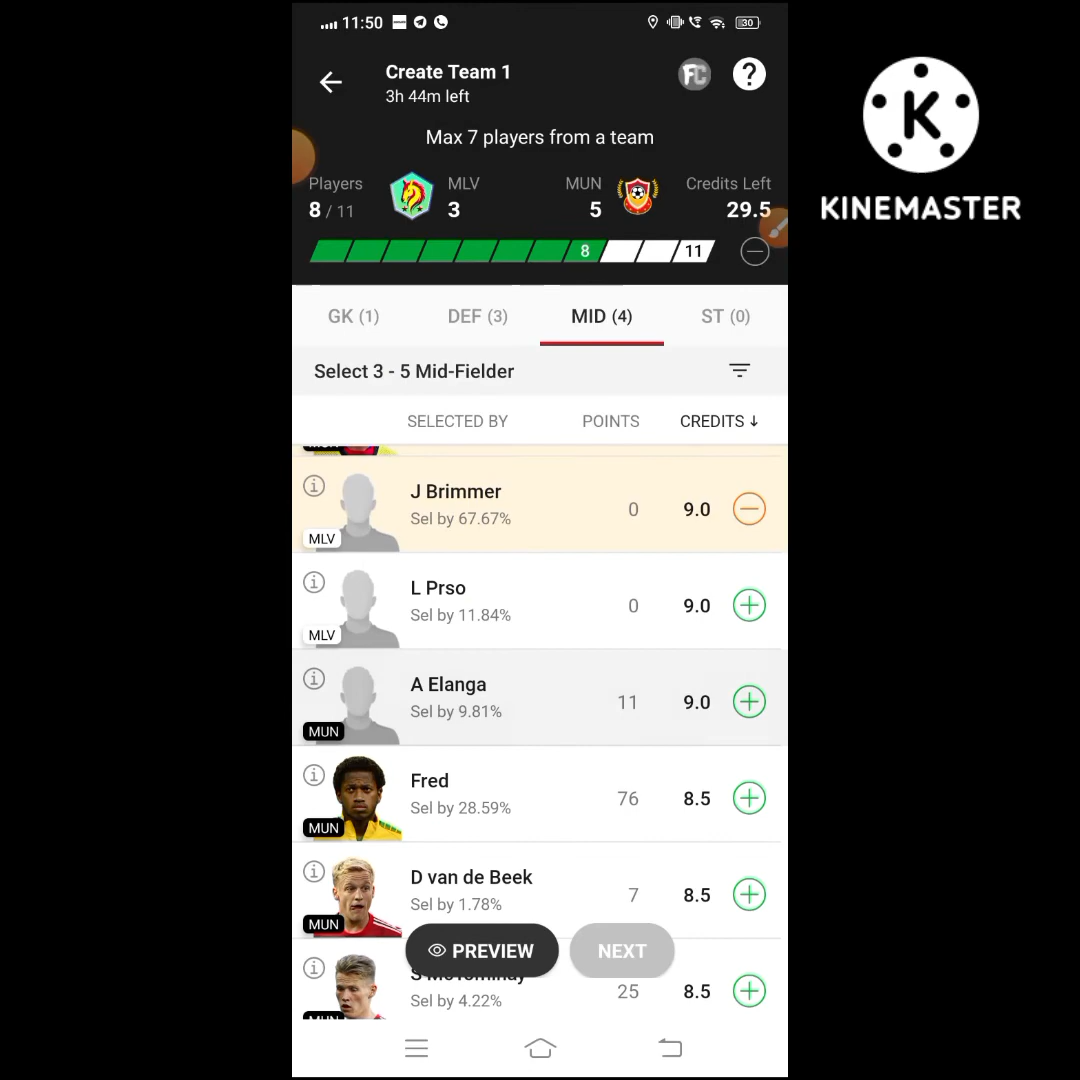 11:50
30
Create Team 1
3h 44m left
FC
?
Max 7 players from a team
Players
MLV
MUN
Credits Left
8 / 11
3
5
29.5
8
11
GK (1)
DEF (3)
MID (4)
ST (0)
Select 3 - 5 Mid-Fielder
SELECTED BY
POINTS
CREDITS ↓
J Brimmer
Sel by 67.67%
0
9.0
MLV
L Prso
Sel by 11.84%
0
9.0
MLV
A Elanga
Sel by 9.81%
11
9.0
MUN
Fred
Sel by 28.59%
76
8.5
MUN
D van de Beek
Sel by 1.78%
7
8.5
MUN
PREVIEW
NEXT
S McTominay
Sel by 4.22%
25
8.5
MUN
K
KINEMASTER